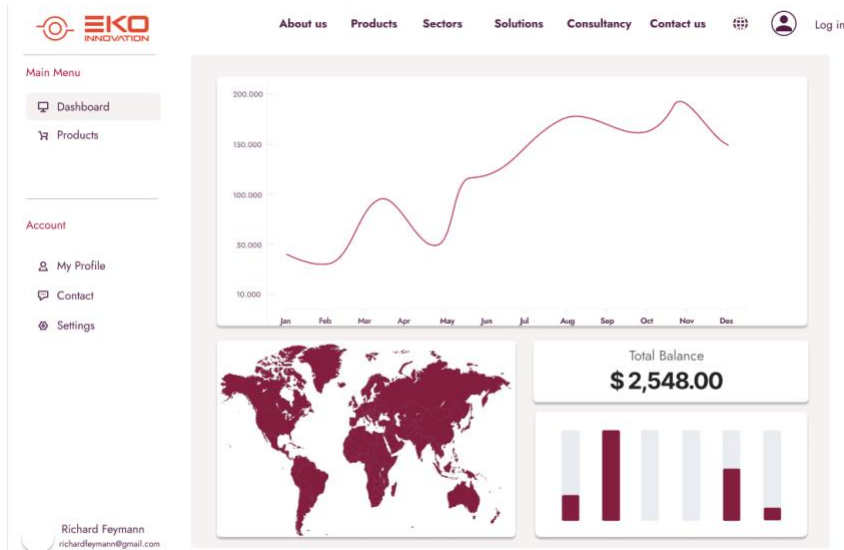 EKO
INNOVATION
About us Products Sectors Solutions Consultancy Contact us Log in
Main Menu
Dashboard
Products
Account
My Profile
Contact
Settings
200.000
150.000
100.000
50.000
10.000
Jan Feb Mar Apr May Jun Jul Aug Sep Oct Nov Des
Total Balance
$2,548.00
Richard Feymann
richardfeymann@gmail.com